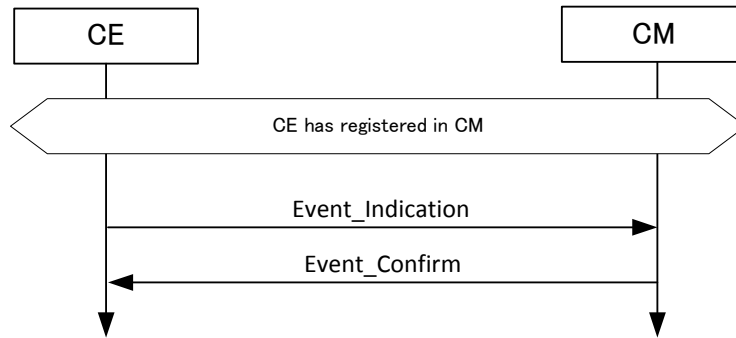 CE
CM
CE has registered in CM
Event_Indication
Event_Confirm